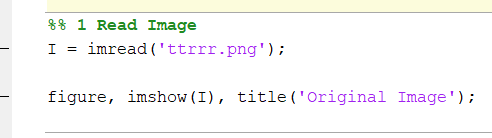 %% 1 Read Image
I = imread('ttrrr.png');
figure, imshow(I), title('Original Image');